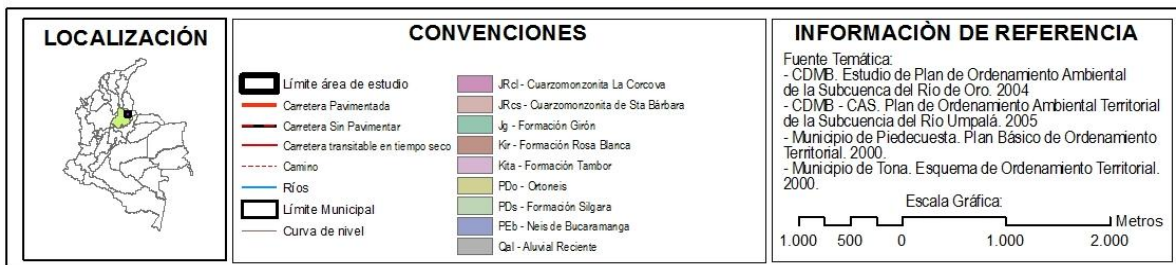 LOCALIZACIÓN
CONVENCIONES
Límite área de estudio
Carretera Pavimentada
Carretera Sin Pavimentar
Carretera transitable en tiempo seco
Camino
Ríos
Límite Municipal
Curva de nivel
JRcl - Cuarzomonzonita La Corcova
JRcs - Cuarzomonzonita de Sta Bárbara
Jg - Formación Girón
Kir - Formación Rosa Blanca
Kta - Formación Tambor
PDo - Ortoneis
PDs - Formación Silgara
PEb - Neis de Bucaramanga
Qal - Aluvial Reciente
INFORMACIÒN DE REFERENCIA
Fuente Temática:
- CDMB. Estudio de Plan de Ordenamiento Ambiental
de la Subcuenca del Río de Oro. 2004
- CDMB - CAS. Plan de Ordenamiento Ambiental Territorial
de la Subcuencia del Río Umpalá. 2005
- Municipio de Piedecuesta. Plan Básico de Ordenamiento
Territorial. 2000.
- Municipio de Tona. Esquema de Ordenamiento Territorial.
2000.
Escala Gráfica:
Metros
1.000 500 0 1.000 2.000